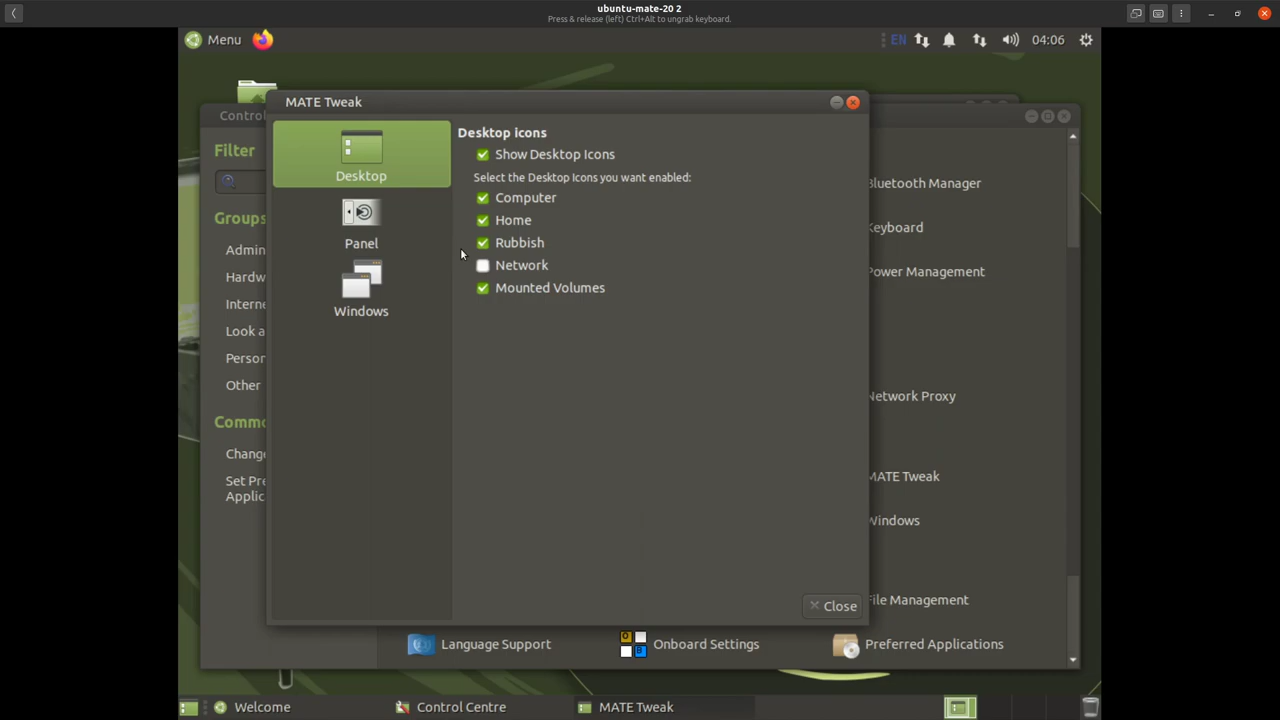 ubuntu-mate-20 2
Press & release (left) Ctrl+Alt to ungrab keyboard.
Menu
EN
04:06
MATE Tweak
Control
Filter
Groups
Admin
Hardw
Interne
Look a
Person
Other
Commo
Change
Set Pre
Applic
Desktop
Panel
Windows
Desktop icons
Show Desktop Icons
Select the Desktop Icons you want enabled:
Computer
Home
Rubbish
Network
Mounted Volumes
Close
Bluetooth Manager
Keyboard
Power Management
Network Proxy
MATE Tweak
Windows
File Management
Language Support
Onboard Settings
Preferred Applications
Welcome
Control Centre
MATE Tweak